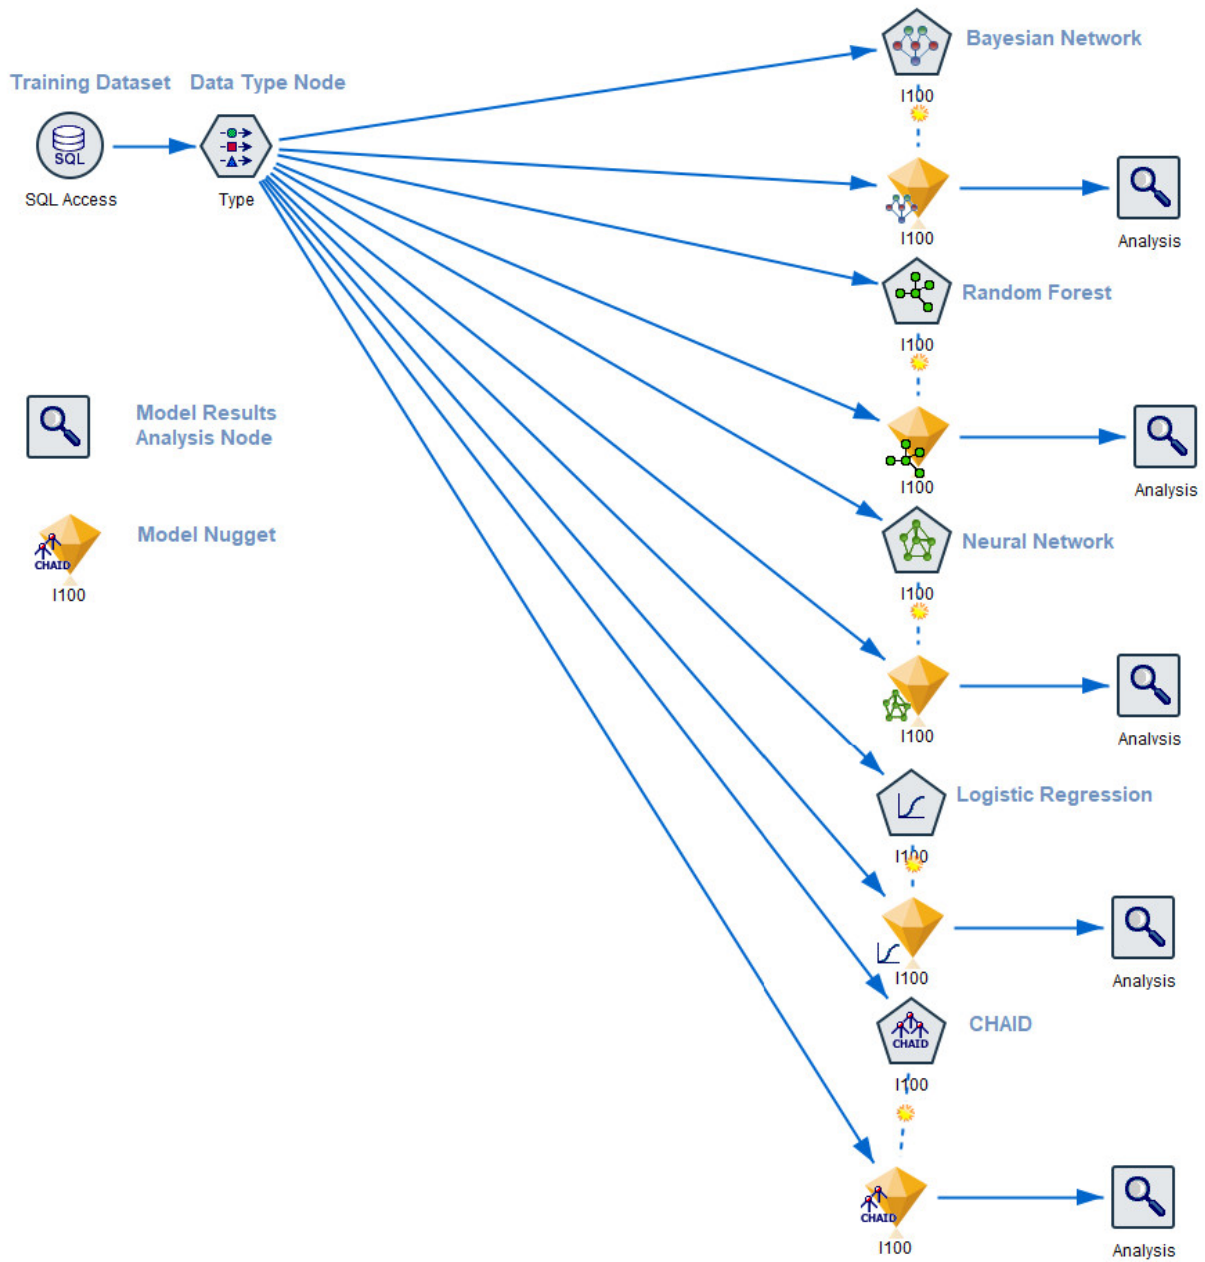 Bayesian Network
I100
Training Dataset
Data Type Node
SQL
SQL Access
Type
I100
Analysis
Random Forest
I100
I100
Analysis
Model Results
Analysis Node
Model Nugget
CHAID
I100
Neural Network
I100
I100
Analysis
Logistic Regression
I100
I100
Analysis
CHAID
CHAID
I100
CHAID
I100
Analysis